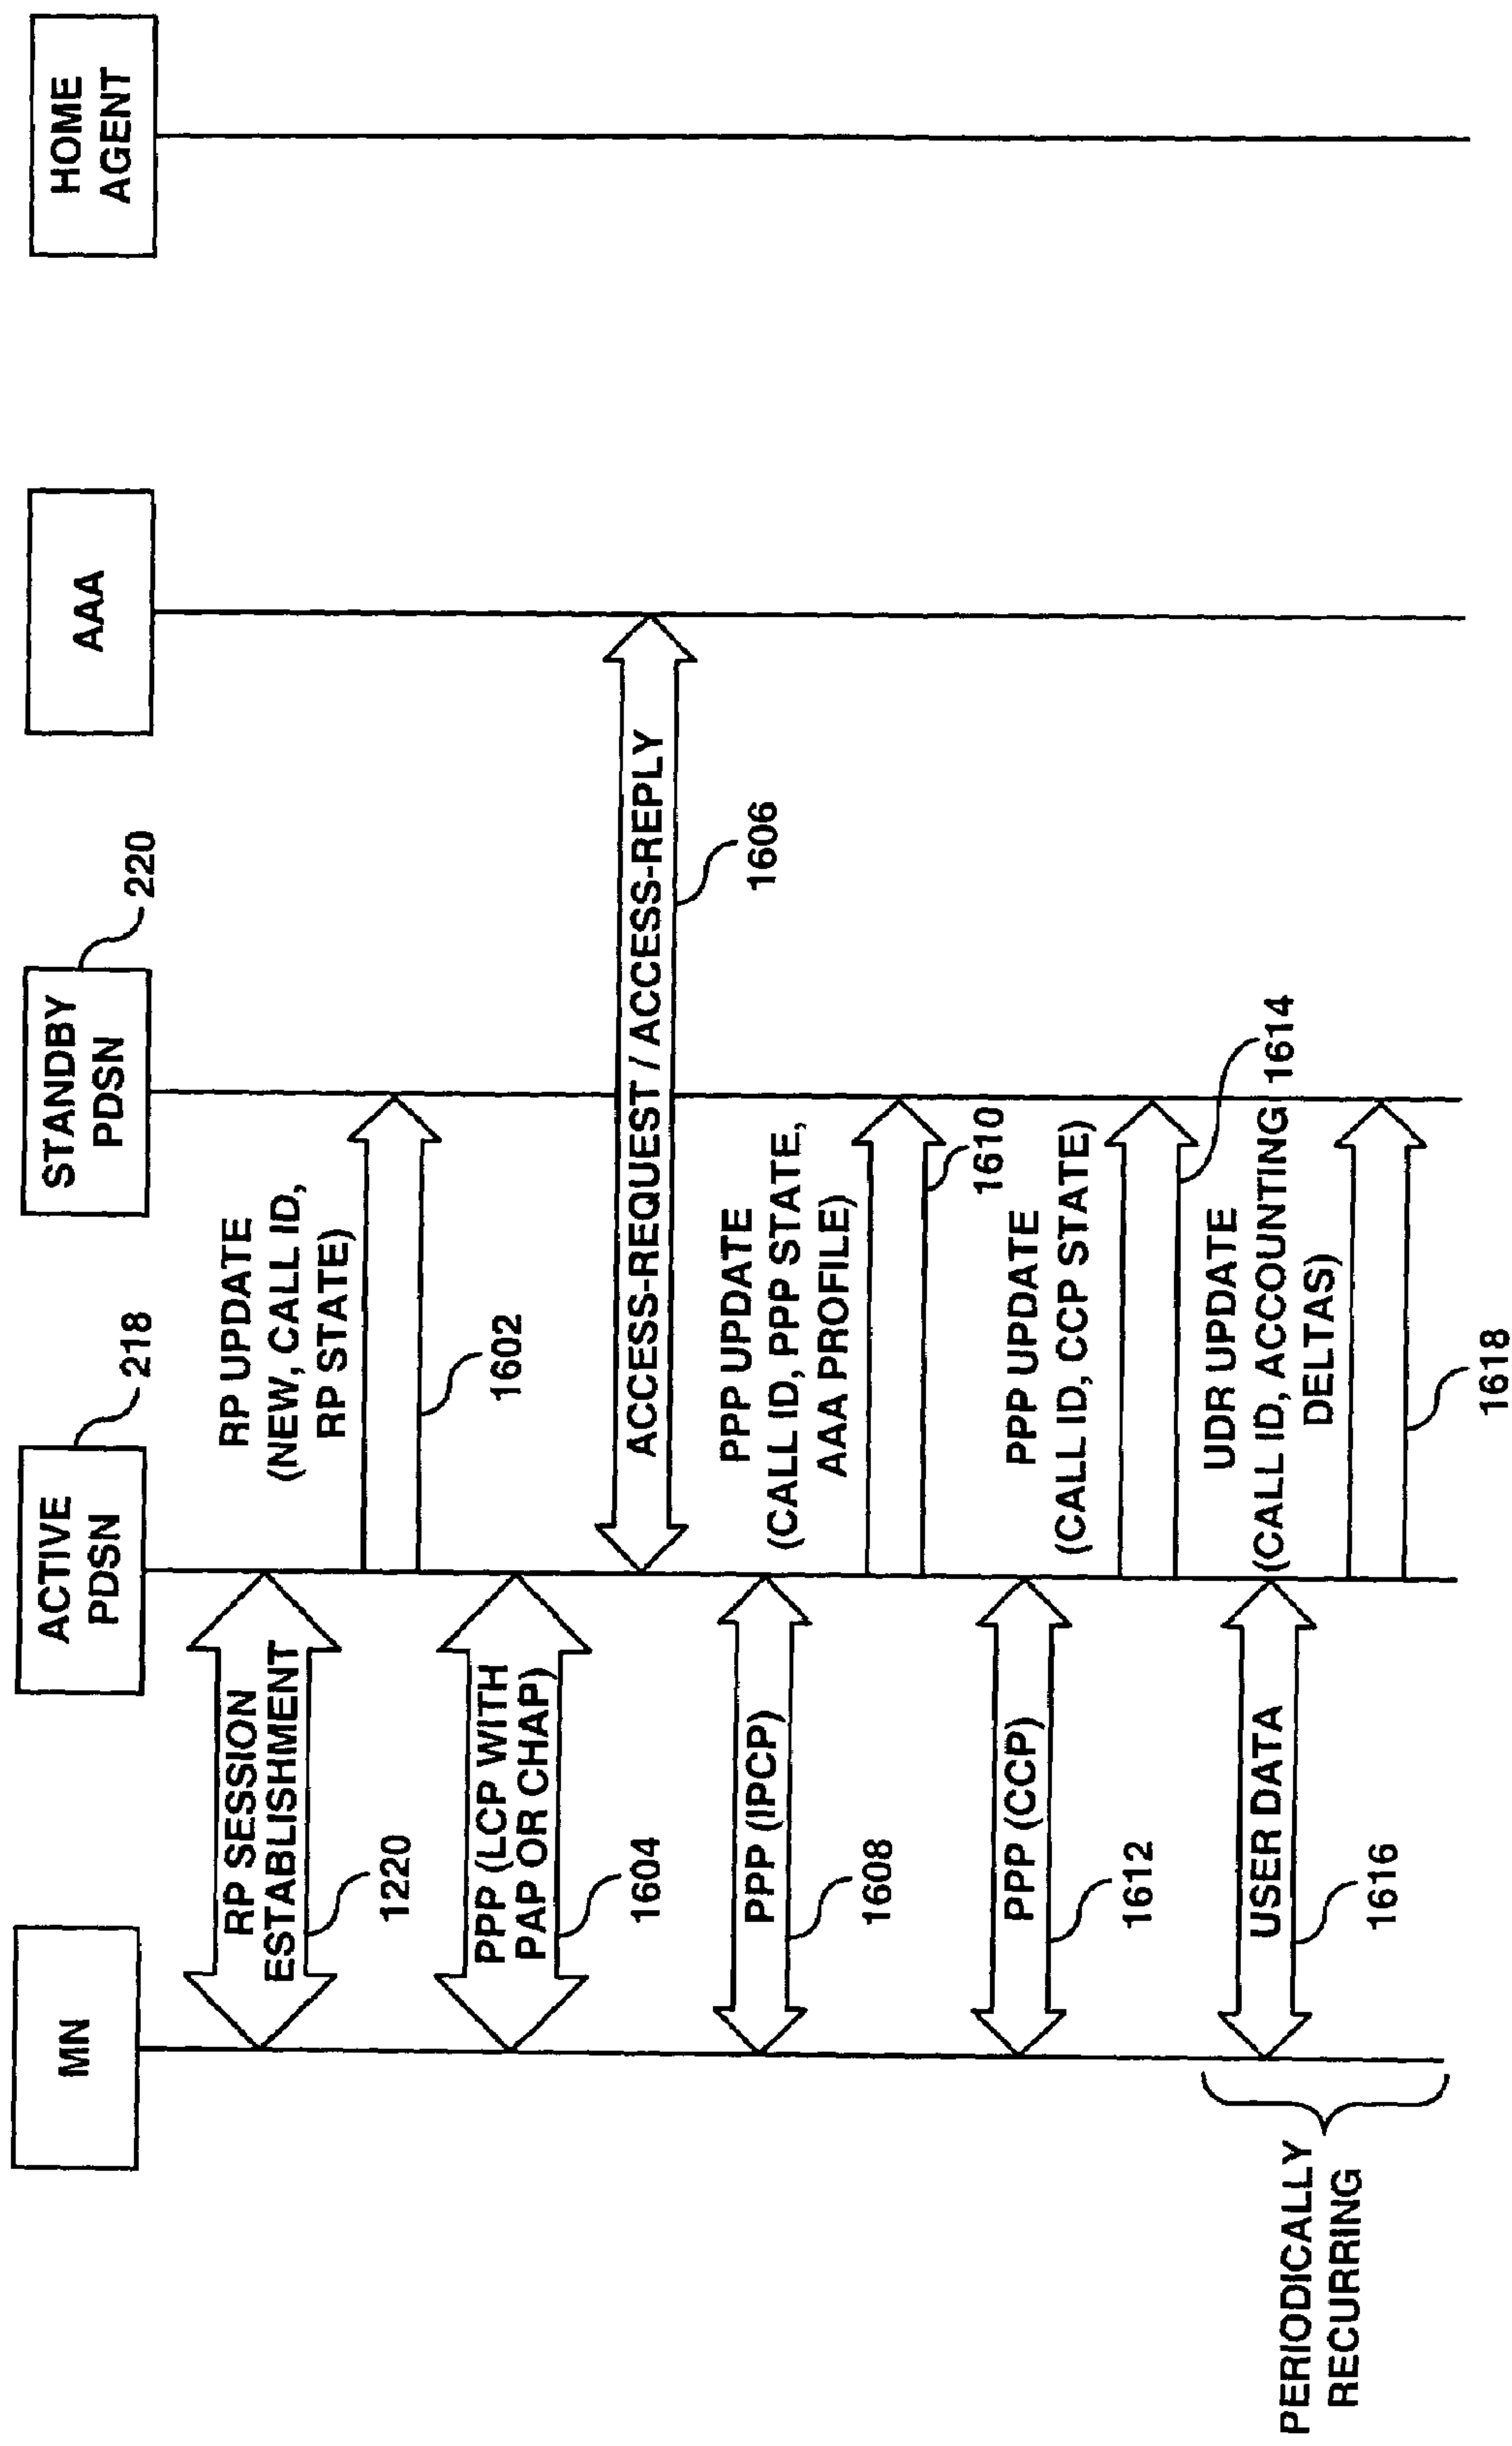 MN
ACTIVE
PDSN
218
STANDBY
PDSN
220
AAA
HOME
AGENT
RP SESSION
ESTABLISHMENT
1220
RP UPDATE
(NEW, CALL ID,
RP STATE)
1602
PPP (LCP WITH
PAP OR CHAP)
1604
ACCESS-REQUEST / ACCESS-REPLY
1606
PPP (IPCP)
1608
PPP UPDATE
(CALL ID, PPP STATE,
AAA PROFILE)
1610
PPP (CCP)
1612
PPP UPDATE
(CALL ID, CCP STATE)
1614
PERIODICALLY
RECURRING
USER DATA
1616
UDR UPDATE
(CALL ID, ACCOUNTING
DELTAS)
1618